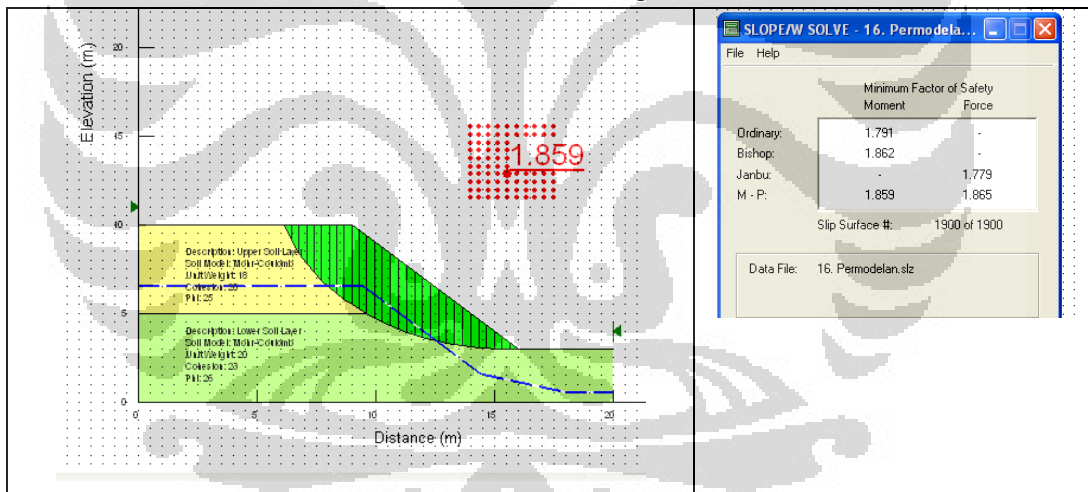 Elevation (m)
20
15
10
5
0
1.859
Description: Upper Soil Layer
Soil Model: Mohr-Coulomb
Unit Weight: 18
Cohesion: 20
Phi: 25
Description: Lower Soil Layer
Soil Model: Mohr-Coulomb
Unit Weight: 20
Cohesion: 23
Phi: 26
0 5 10 15 20
Distance (m)
SLOPE/W SOLVE - 16. Permodela...
File Help
Minimum Factor of Safety
Moment Force
Ordinary: 1.791 -
Bishop: 1.862 -
Janbu: - 1.779
M - P: 1.859 1.865
Slip Surface #: 1900 of 1900
Data File: 16. Permodelan.slz